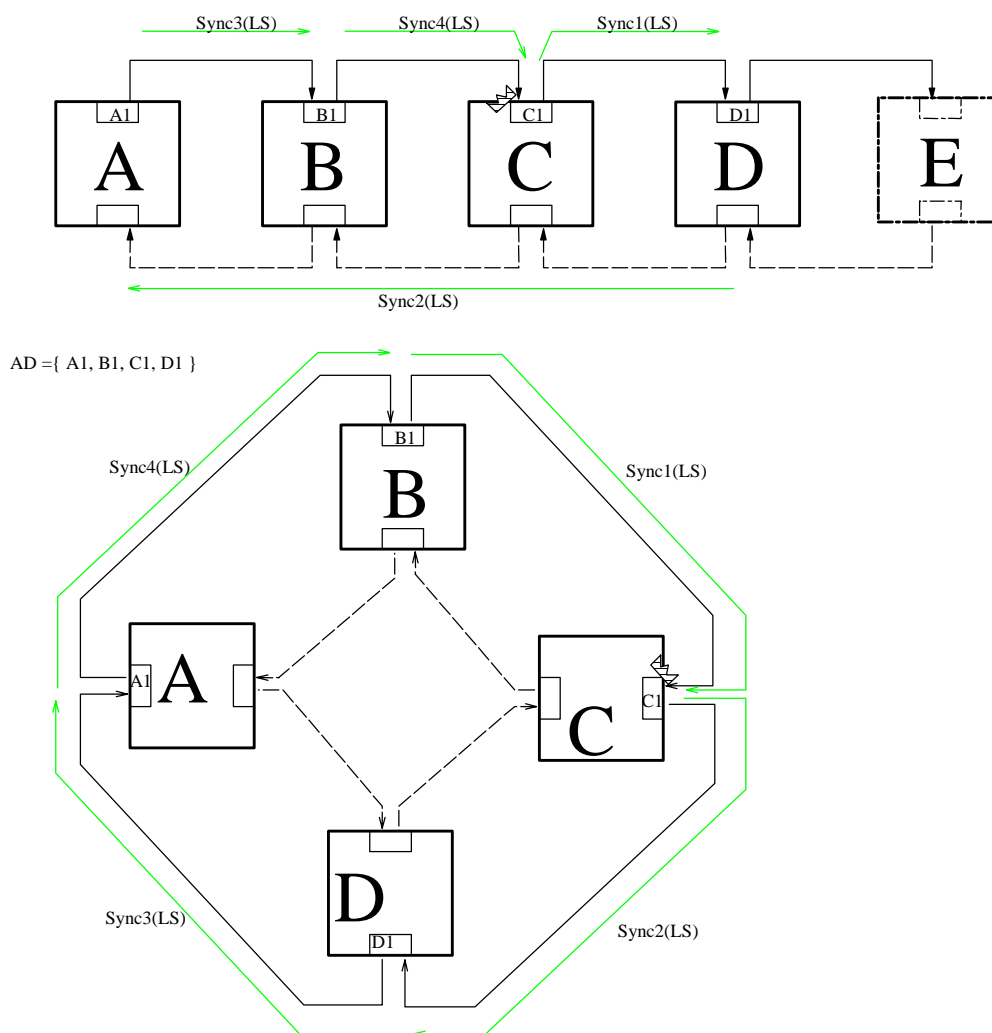 Sync3(LS) Sync4(LS) Sync1(LS)
A1 B1 C1 D1
A B C D E
Sync2(LS)
AD ={ A1, B1, C1, D1 }
B1
Sync4(LS) Sync1(LS)
B
A1 A
C1
C
D
Sync3(LS) D1 Sync2(LS)